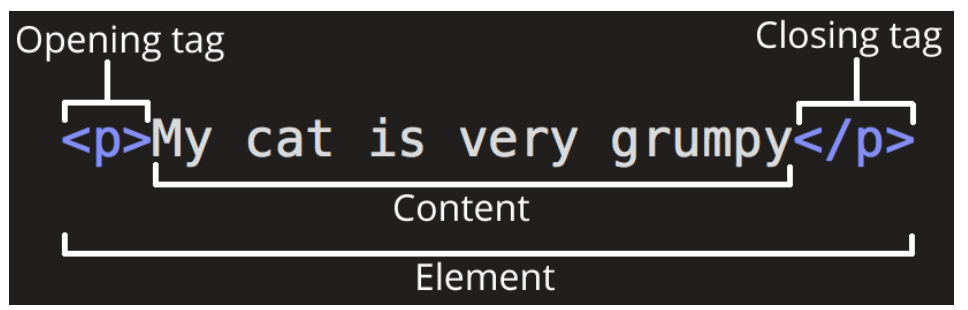 Opening tag
Closing tag
<p>My cat is very grumpy</p>
Content
Element